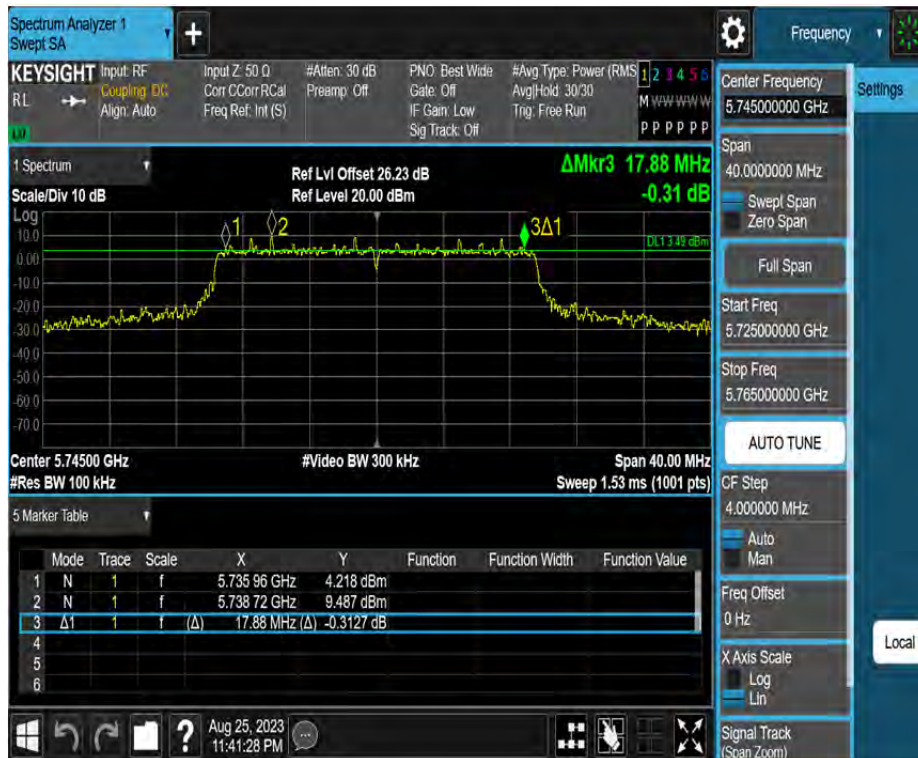 Spectrum Analyzer 1
Swept SA
+
Frequency
KEYSIGHT
RL
LXI
Input: RF
Coupling: DC
Align: Auto
Input Z: 50 Ω
Corr CCorr RCal
Freq Ref: Int (S)
#Atten: 30 dB
Preamp: Off
PNO: Best Wide
Gate: Off
IF Gain: Low
Sig Track: Off
#Avg Type: Power (RMS
Avg|Hold: 30/30
Trig: Free Run
1 2 3 4 5 6
M W W W W W
P P P P P P
1 Spectrum
Scale/Div 10 dB
Ref Lvl Offset 26.23 dB
Ref Level 20.00 dBm
ΔMkr3 17.88 MHz
-0.31 dB
Log
10.0
0.00
-10.0
-20.0
-30.0
-40.0
-50.0
-60.0
-70.0
1
2
3Δ1
DL1 3.49 dBm
Center 5.74500 GHz
#Res BW 100 kHz
#Video BW 300 kHz
Span 40.00 MHz
Sweep 1.53 ms (1001 pts)
5 Marker Table
Mode Trace Scale X Y Function Function Width Function Value
1 N 1 f 5.735 96 GHz 4.218 dBm
2 N 1 f 5.738 72 GHz 9.487 dBm
3 Δ1 1 f (Δ) 17.88 MHz (Δ) -0.3127 dB
4
5
6
?
Aug 25, 2023
11:41:28 PM
Center Frequency
5.745000000 GHz
Span
40.0000000 MHz
Swept Span
Zero Span
Full Span
Start Freq
5.725000000 GHz
Stop Freq
5.765000000 GHz
AUTO TUNE
CF Step
4.000000 MHz
Auto
Man
Freq Offset
0 Hz
X Axis Scale
Log
Lin
Signal Track
(Span Zoom)
Settings
Local